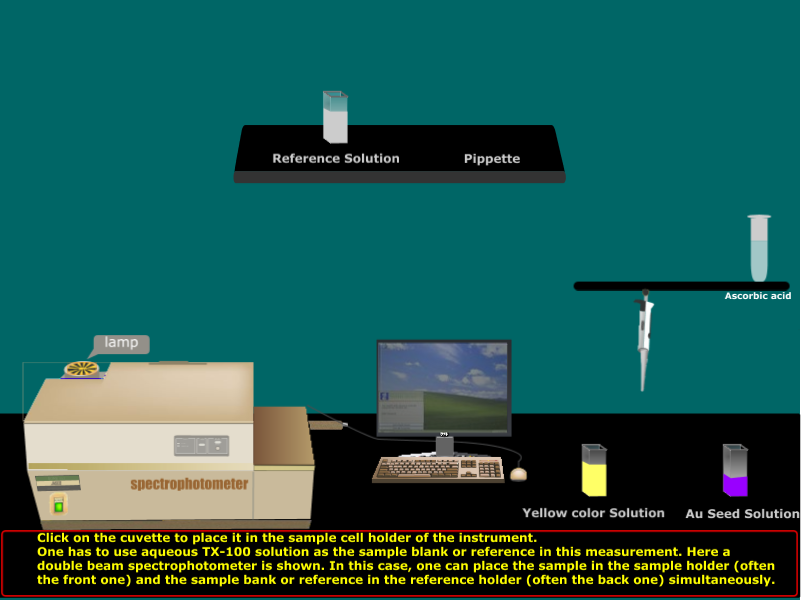 Reference Solution
Pippette
Ascorbic acid
lamp
spectrophotometer
Yellow color Solution
Au Seed Solution
Click on the cuvette to place it in the sample cell holder of the instrument.
One has to use aqueous TX-100 solution as the sample blank or reference in this measurement. Here a
double beam spectrophotometer is shown. In this case, one can place the sample in the sample holder (often
the front one) and the sample bank or reference in the reference holder (often the back one) simultaneously.